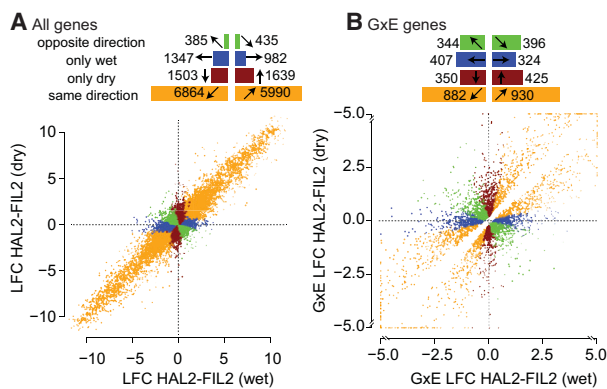 A All genes
opposite direction 385 435
only wet 1347 982
only dry 1503 1639
same direction 6864 5990
10
5
0
−5
−10
LFC HAL2-FIL2 (dry)
−10 −5 0 5 10
LFC HAL2-FIL2 (wet)
B GxE genes
344 396
407 324
350 425
882 930
5.0
2.5
0.0
−2.5
−5.0
GxE LFC HAL2-FIL2 (dry)
−5.0 −2.5 0.0 2.5 5.0
GxE LFC HAL2-FIL2 (wet)